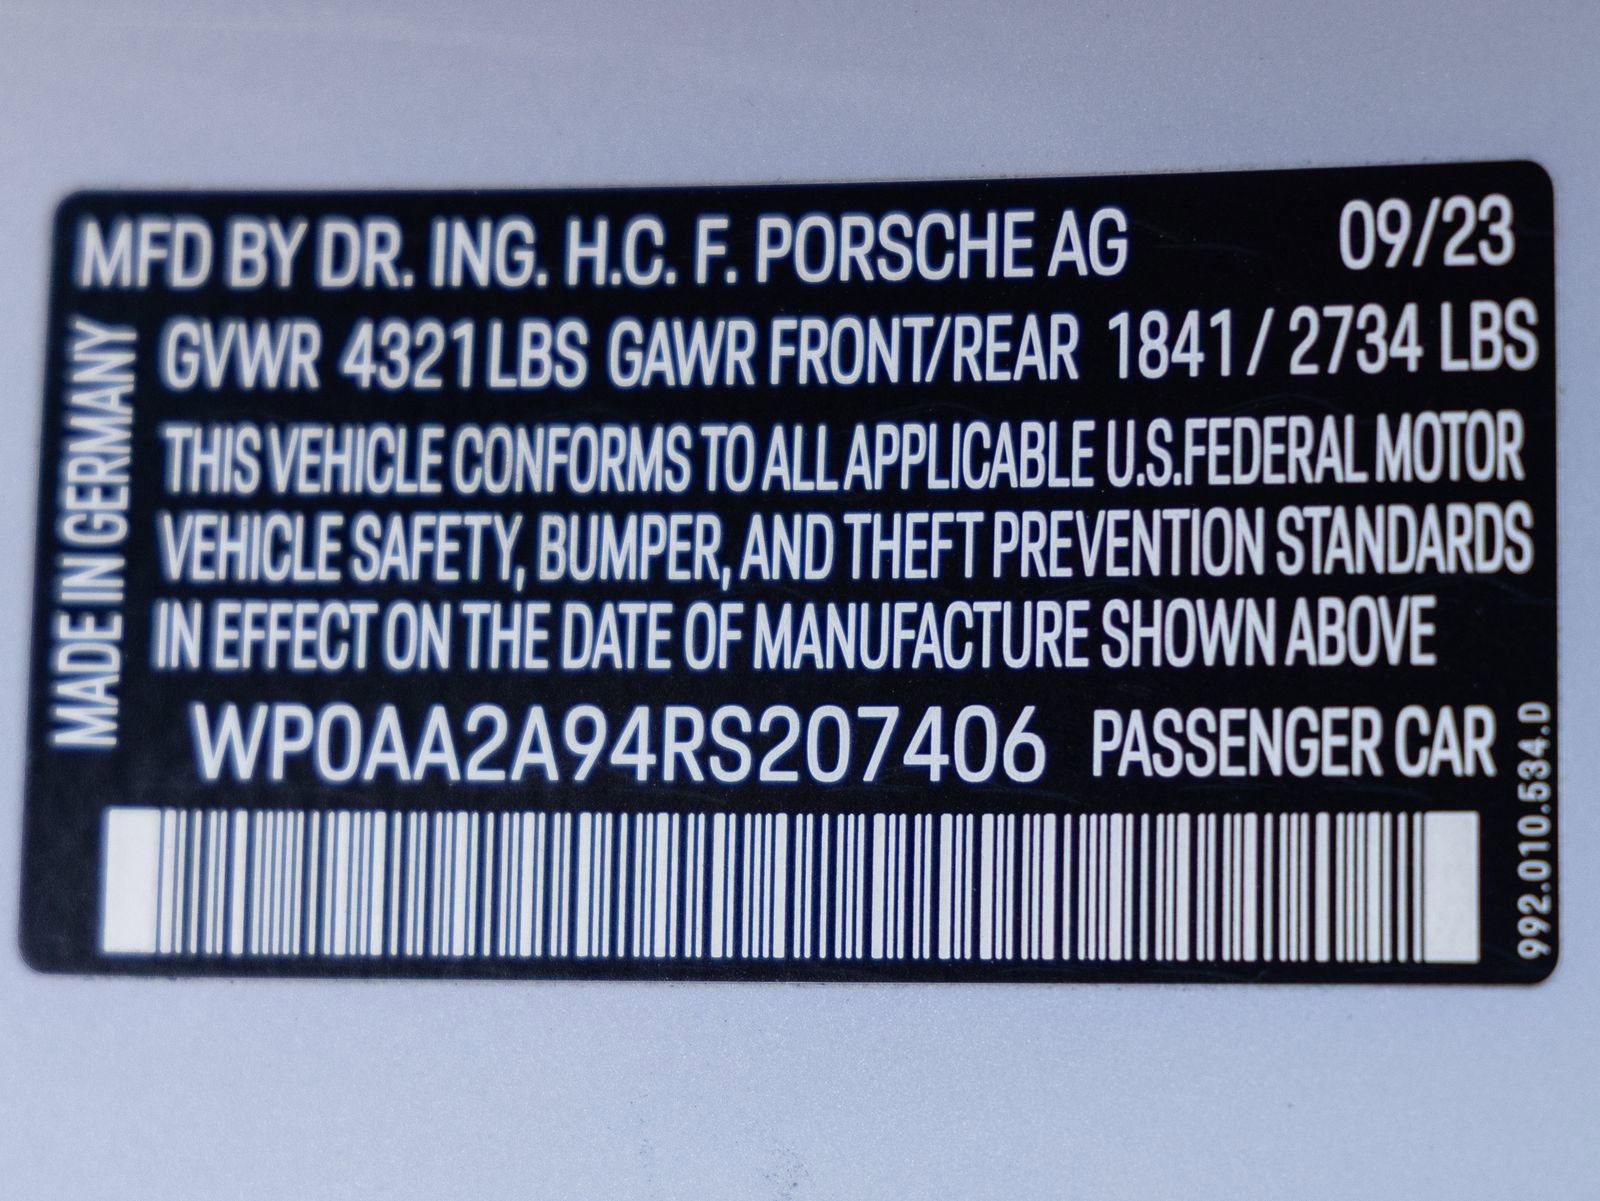 MFD BY DR. ING. H.C. F. PORSCHE AG 09/23
GVWR 4321 LBS GAWR FRONT/REAR 1841 / 2734 LBS
THIS VEHICLE CONFORMS TO ALL APPLICABLE U.S.FEDERAL MOTOR
VEHICLE SAFETY, BUMPER, AND THEFT PREVENTION STANDARDS
IN EFFECT ON THE DATE OF MANUFACTURE SHOWN ABOVE
WP0AA2A94RS207406 PASSENGER CAR
MADE IN GERMANY
992.010.534.D